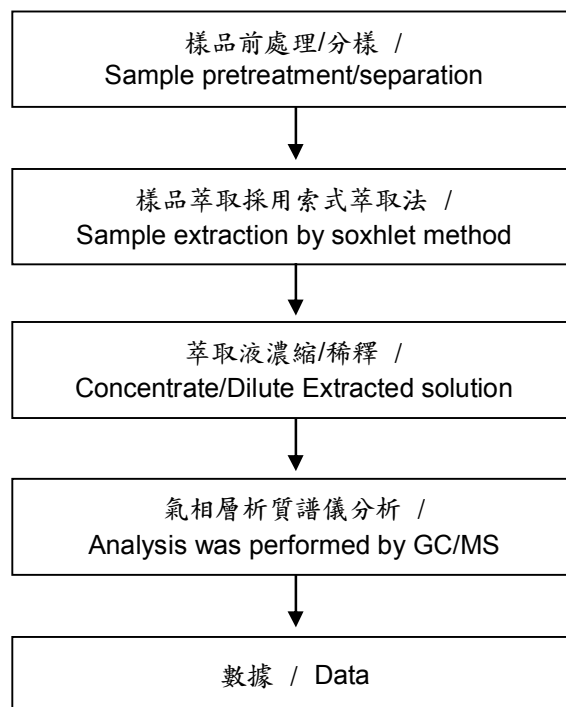 樣品前處理/分樣 /
Sample pretreatment/separation
樣品萃取採用索式萃取法 /
Sample extraction by soxhlet method
萃取液濃縮/稀釋 /
Concentrate/Dilute Extracted solution
氣相層析質譜儀分析 /
Analysis was performed by GC/MS
數據 / Data